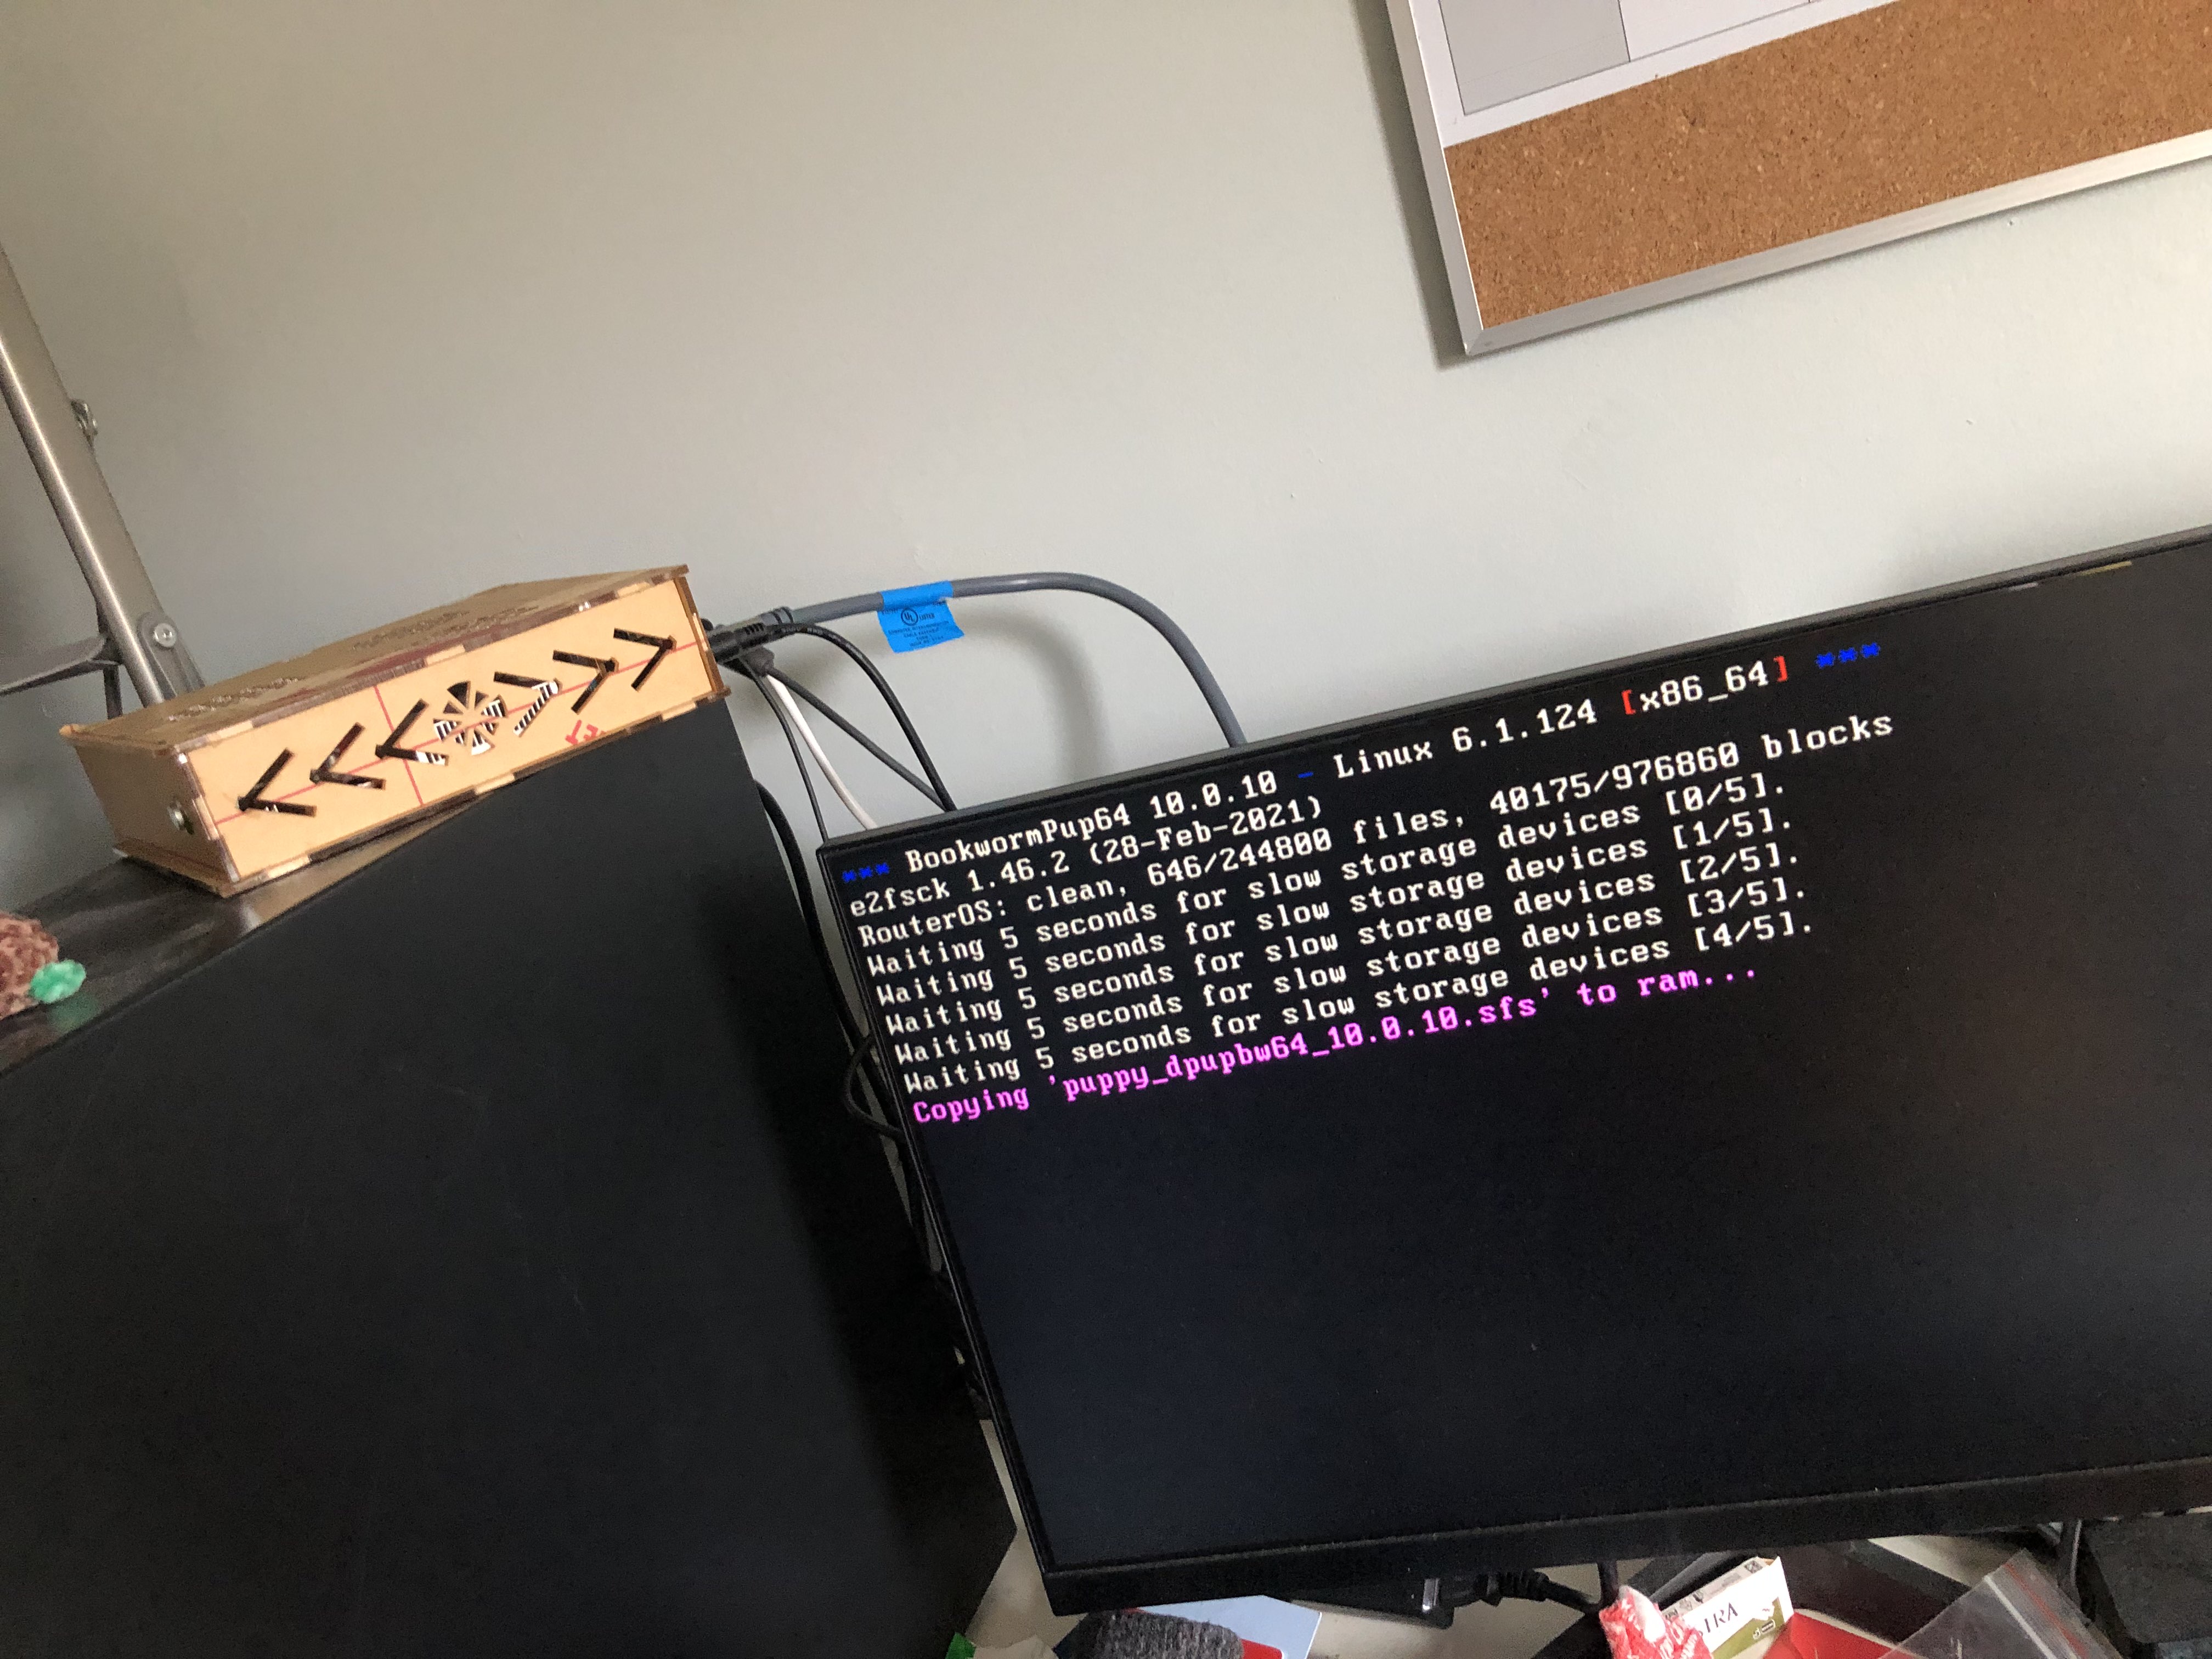 *** BookwormPup64 10.0.10 - Linux 6.1.124 [x86_64] ***
e2fsck 1.46.2 (28-Feb-2021)
RouterOS: clean, 646/244800 files, 40175/976860 blocks
Waiting 5 seconds for slow storage devices [0/5].
Waiting 5 seconds for slow storage devices [1/5].
Waiting 5 seconds for slow storage devices [2/5].
Waiting 5 seconds for slow storage devices [3/5].
Waiting 5 seconds for slow storage devices [4/5].
Copying 'puppy_dpupbw64_10.0.10.sfs' to ram...
UL